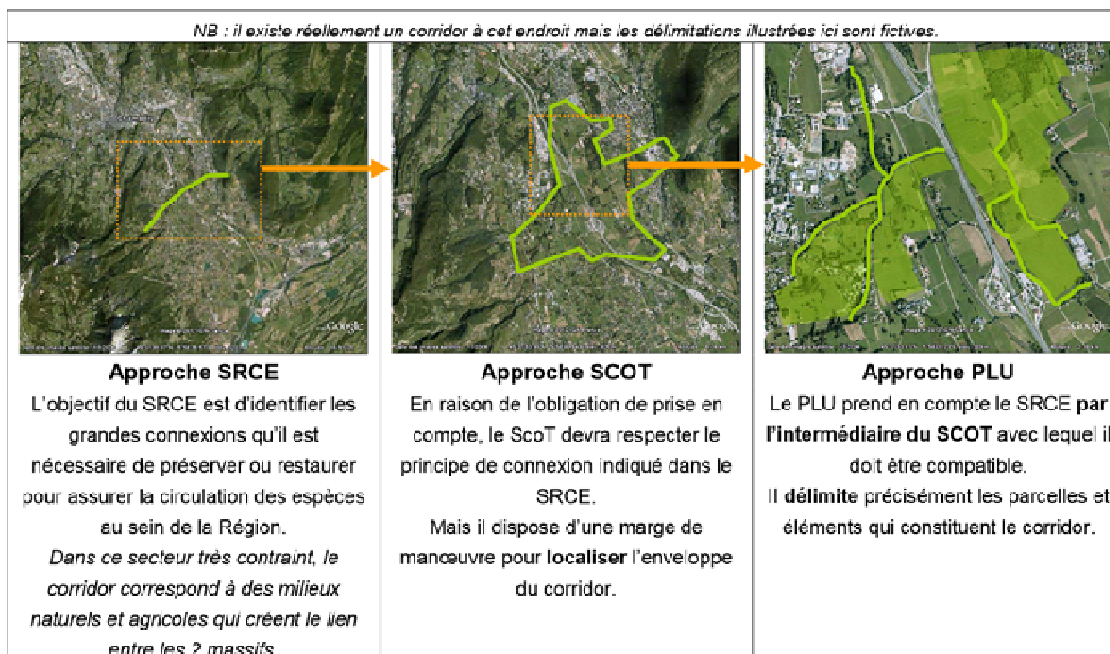 NB : il existe réellement un corridor à cet endroit mais les délimitations illustrées ici sont fictives.
Google
Approche SRCE
L'objectif du SRCE est d'identifier les
grandes connexions qu'il est
nécessaire de préserver ou restaurer
pour assurer la circulation des espèces
au sein de la Région.
Dans ce secteur très contraint, le
corridor correspond à des milieux
naturels et agricoles qui créent le lien
entre les 2 massifs
Google
Approche SCOT
En raison de l'obligation de prise en
compte, le ScoT devra respecter le
principe de connexion indiqué dans le
SRCE.
Mais il dispose d'une marge de
manœuvre pour localiser l'enveloppe
du corridor.
Google
Approche PLU
Le PLU prend en compte le SRCE par
l'intermédiaire du SCOT avec lequel il
doit être compatible.
Il délimite précisément les parcelles et
éléments qui constituent le corridor.